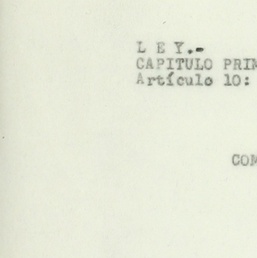 L E Y.-
CAPITULO PRIM
Artículo 10:
COM